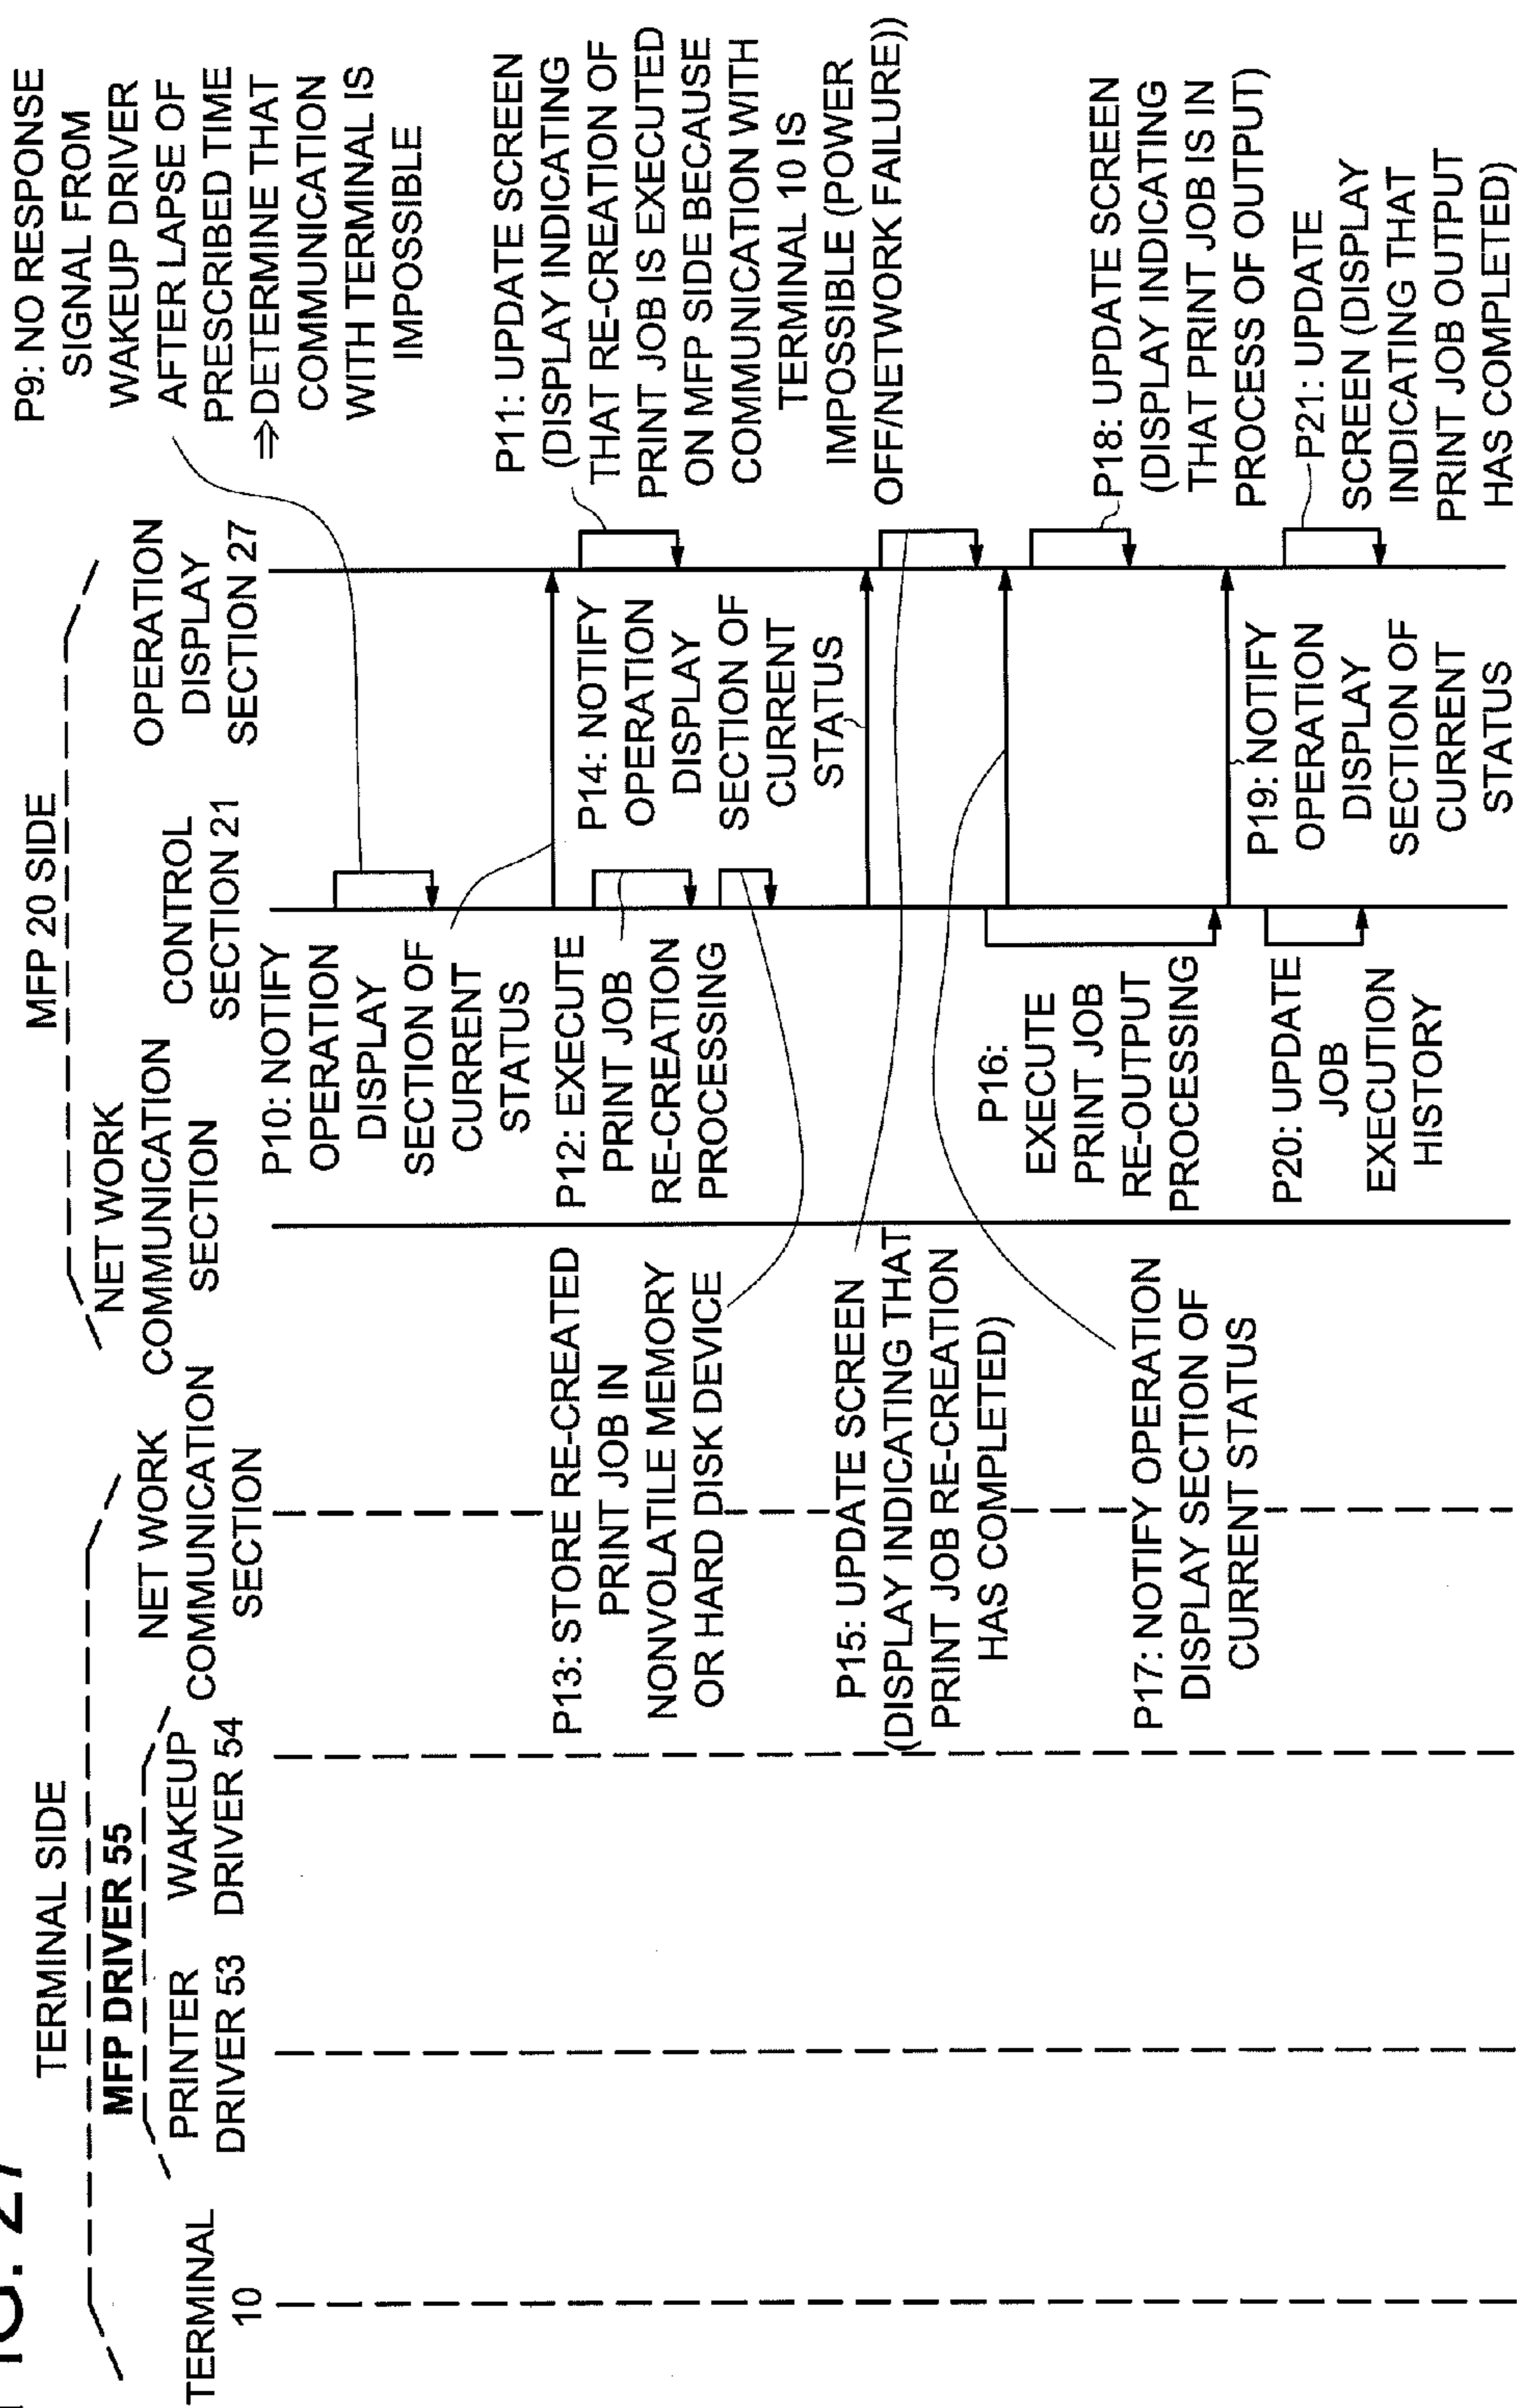 FIG. 27
TERMINAL SIDE
MFP DRIVER 55
TERMINAL
10
PRINTER
DRIVER 53
WAKEUP
DRIVER 54
NET WORK
COMMUNICATION
SECTION
MFP 20 SIDE
NET WORK
COMMUNICATION
SECTION
CONTROL
SECTION 21
OPERATION
DISPLAY
SECTION 27
P9: NO RESPONSE
SIGNAL FROM
WAKEUP DRIVER
AFTER LAPSE OF
PRESCRIBED TIME
⇒DETERMINE THAT
COMMUNICATION
WITH TERMINAL IS
IMPOSSIBLE
P10: NOTIFY
OPERATION
DISPLAY
SECTION OF
CURRENT
STATUS
P11: UPDATE SCREEN
(DISPLAY INDICATING
THAT RE-CREATION OF
PRINT JOB IS EXECUTED
ON MFP SIDE BECAUSE
COMMUNICATION WITH
TERMINAL 10 IS
IMPOSSIBLE (POWER
OFF/NETWORK FAILURE))
P12: EXECUTE
PRINT JOB
RE-CREATION
PROCESSING
P13: STORE RE-CREATED
PRINT JOB IN
NONVOLATILE MEMORY
OR HARD DISK DEVICE
P14: NOTIFY
OPERATION
DISPLAY
SECTION OF
CURRENT
STATUS
P15: UPDATE SCREEN
(DISPLAY INDICATING THAT
PRINT JOB RE-CREATION
HAS COMPLETED)
P16:
EXECUTE
PRINT JOB
RE-OUTPUT
PROCESSING
P17: NOTIFY OPERATION
DISPLAY SECTION OF
CURRENT STATUS
P18: UPDATE SCREEN
(DISPLAY INDICATING
THAT PRINT JOB IS IN
PROCESS OF OUTPUT)
P19: NOTIFY
OPERATION
DISPLAY
SECTION OF
CURRENT
STATUS
P20: UPDATE
JOB
EXECUTION
HISTORY
P21: UPDATE
SCREEN (DISPLAY
INDICATING THAT
PRINT JOB OUTPUT
HAS COMPLETED)